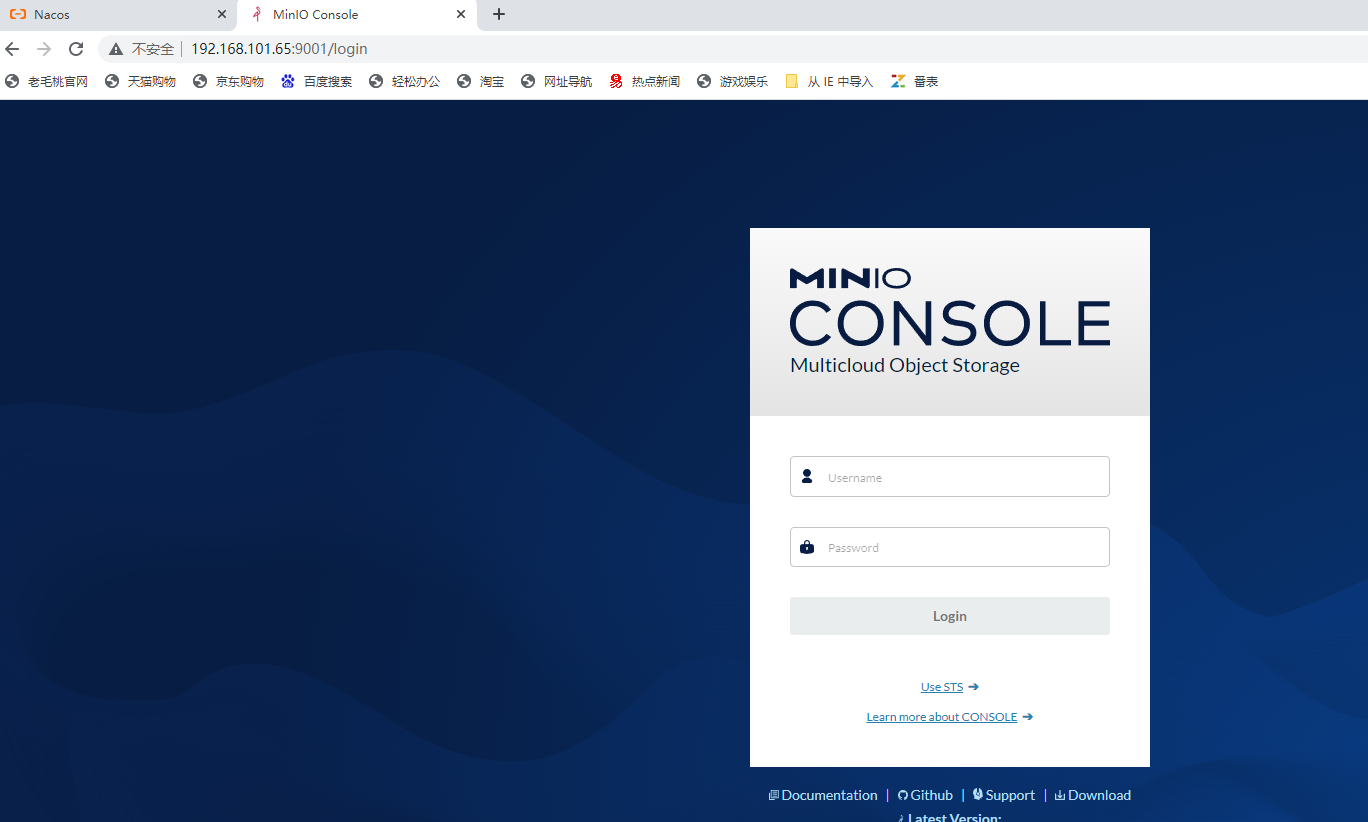 Nacos
MinIO Console
不安全 192.168.101.65:9001/login
老毛桃官网 天猫购物 京东购物 百度搜索 轻松办公 淘宝 网址导航 热点新闻 游戏娱乐 从 IE 中导入 番表
MINIO
CONSOLE
Multicloud Object Storage
Username
Password
Login
Use STS
Learn more about CONSOLE
Documentation | Github | Support | Download
Latest Version: